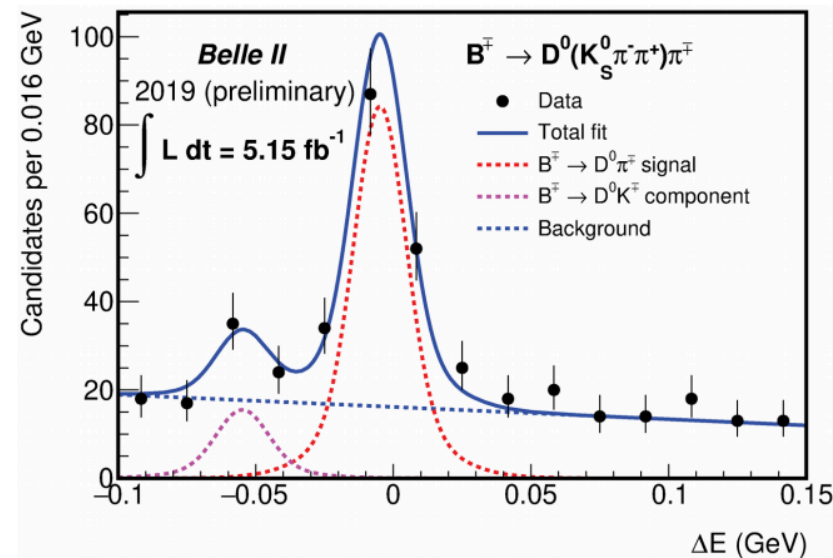 Belle II
2019 (preliminary)
∫ L dt = 5.15 fb⁻¹
B∓ → D⁰(K⁰_S π⁻π⁺)π∓
Data
Total fit
B∓ → D⁰π∓ signal
B∓ → D⁰K∓ component
Background
Candidates per 0.016 GeV
100
80
60
40
20
0
−0.1 −0.05 0 0.05 0.1 0.15
ΔE (GeV)